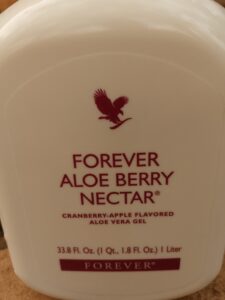 FOREVER
ALOE BERRY
NECTAR®
CRANBERRY-APPLE FLAVORED
ALOE VERA GEL
33.8 Fl. Oz. (1 Qt., 1.8 Fl. Oz.) 1 Liter
FOREVER®